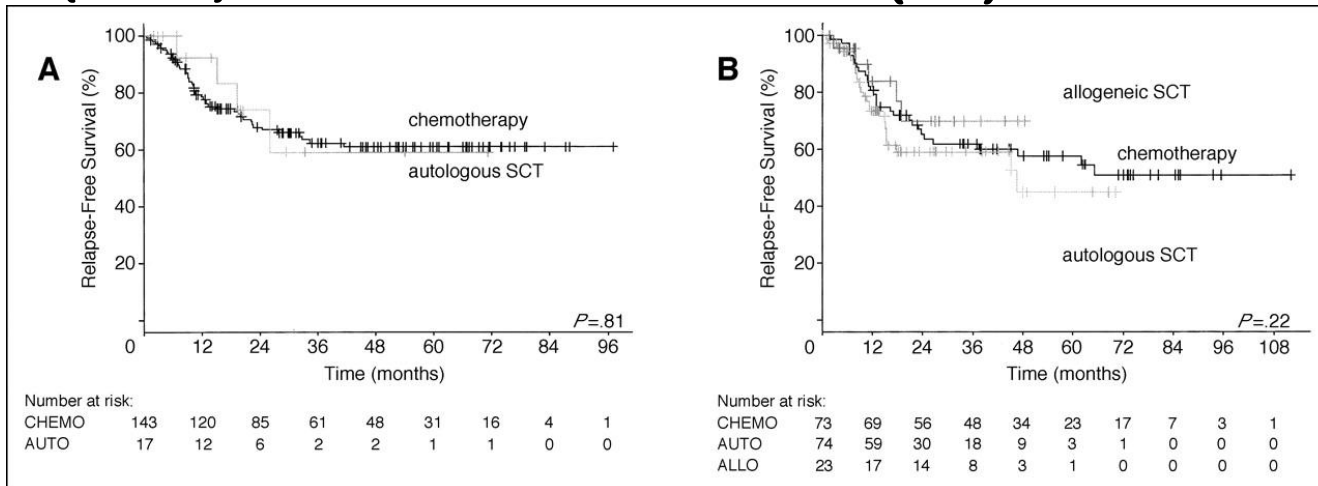 A
Relapse-Free Survival (%)
100
80
60
40
20
chemotherapy
autologous SCT
P=.81
0 12 24 36 48 60 72 84 96
Time (months)
Number at risk:
CHEMO 143 120 85 61 48 31 16 4 1
AUTO 17 12 6 2 2 1 1 0 0
B
Relapse-Free Survival (%)
100
80
60
40
20
allogeneic SCT
chemotherapy
autologous SCT
P=.22
0 12 24 36 48 60 72 84 96 108
Time (months)
Number at risk:
CHEMO 73 69 56 48 34 23 17 7 3 1
AUTO 74 59 30 18 9 3 1 0 0 0
ALLO 23 17 14 8 3 1 0 0 0 0